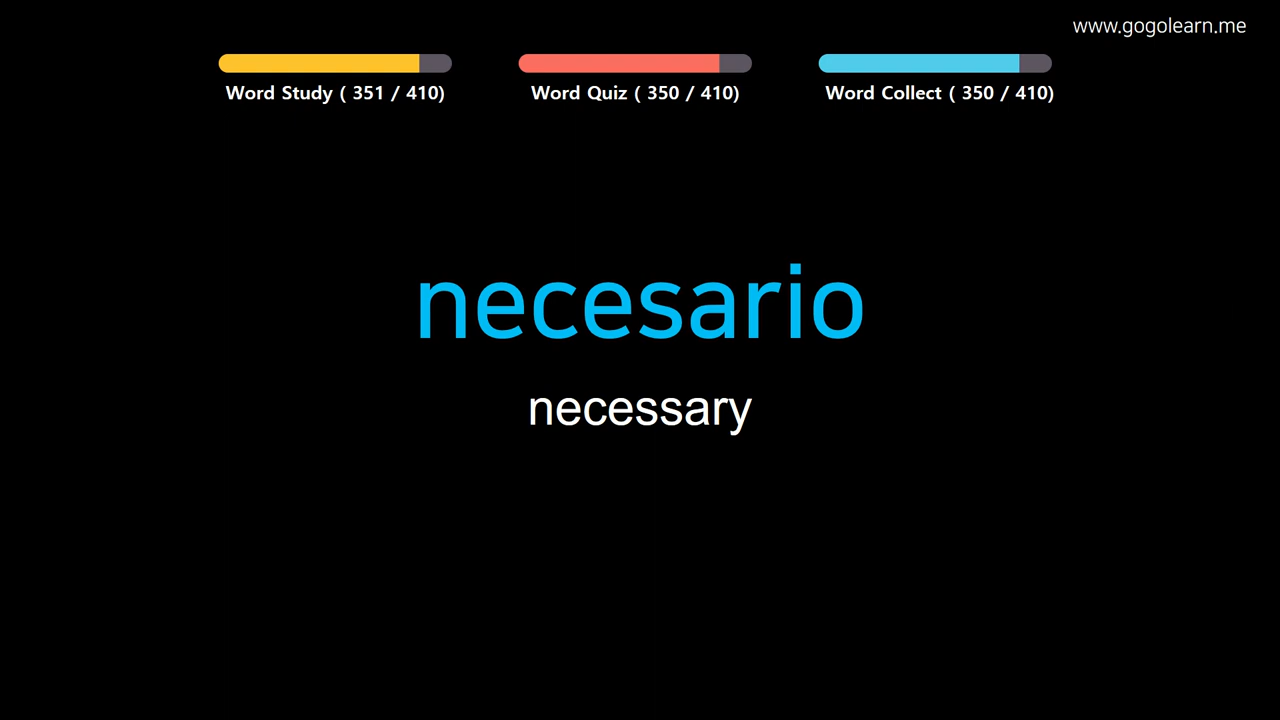 www.gogolearn.me
Word Study ( 351 / 410)
Word Quiz ( 350 / 410)
Word Collect ( 350 / 410)
necesario
necessary